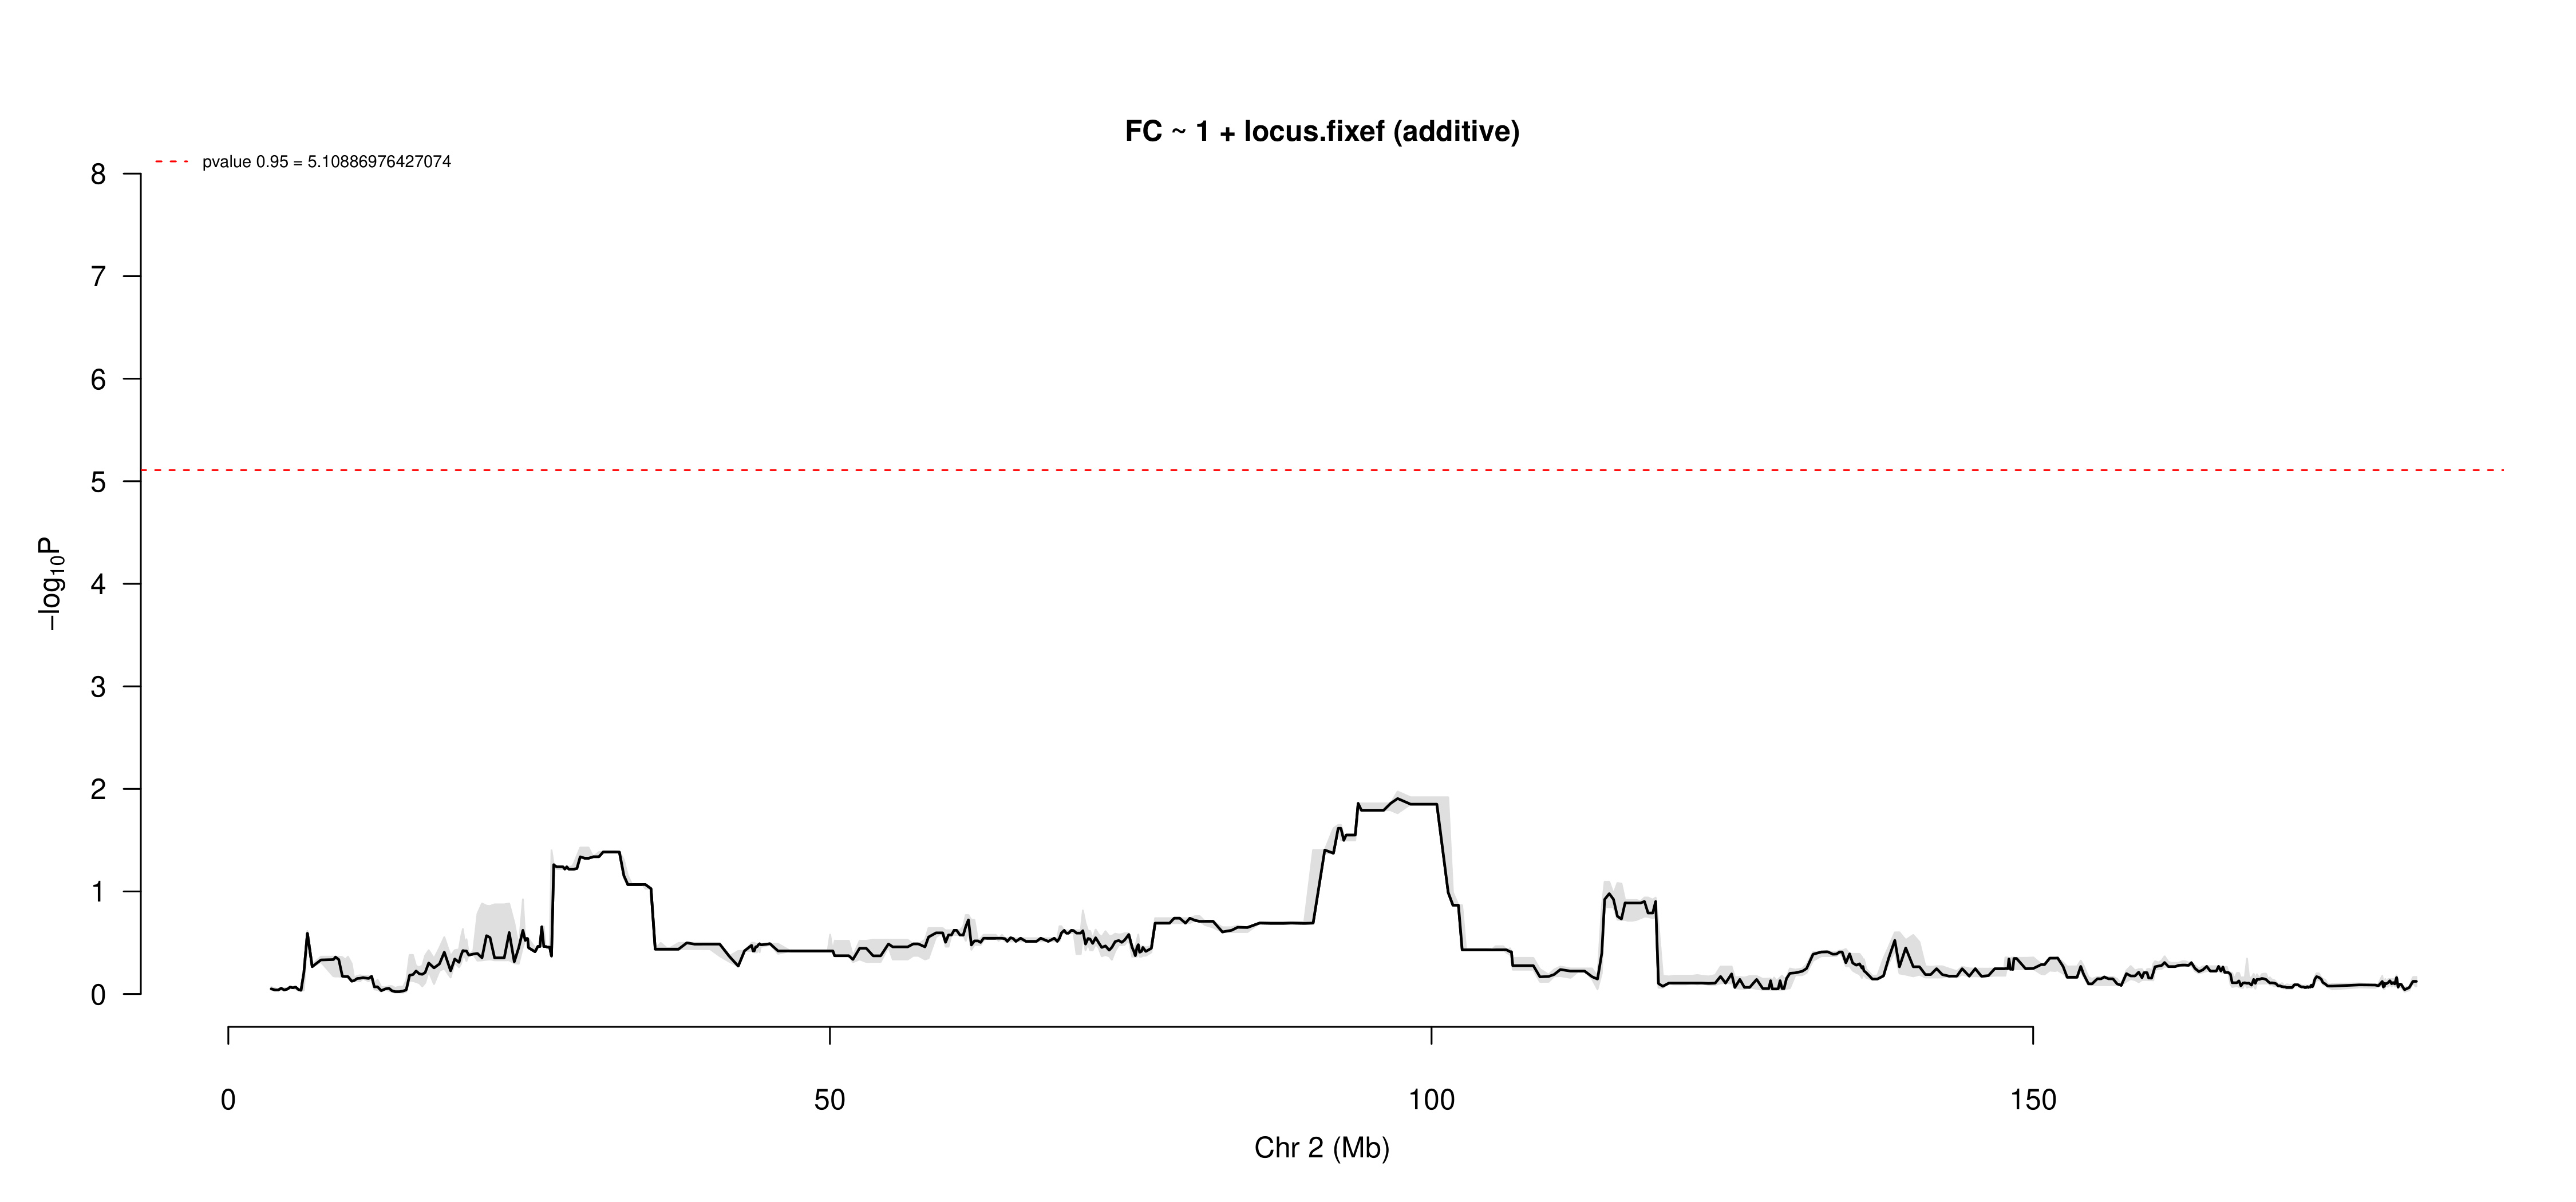 FC ~ 1 + locus.fixef (additive)
pvalue 0.95 = 5.10886976427074
8
7
6
5
4
3
2
1
0
−log10P
0 50 100 150
Chr 2 (Mb)